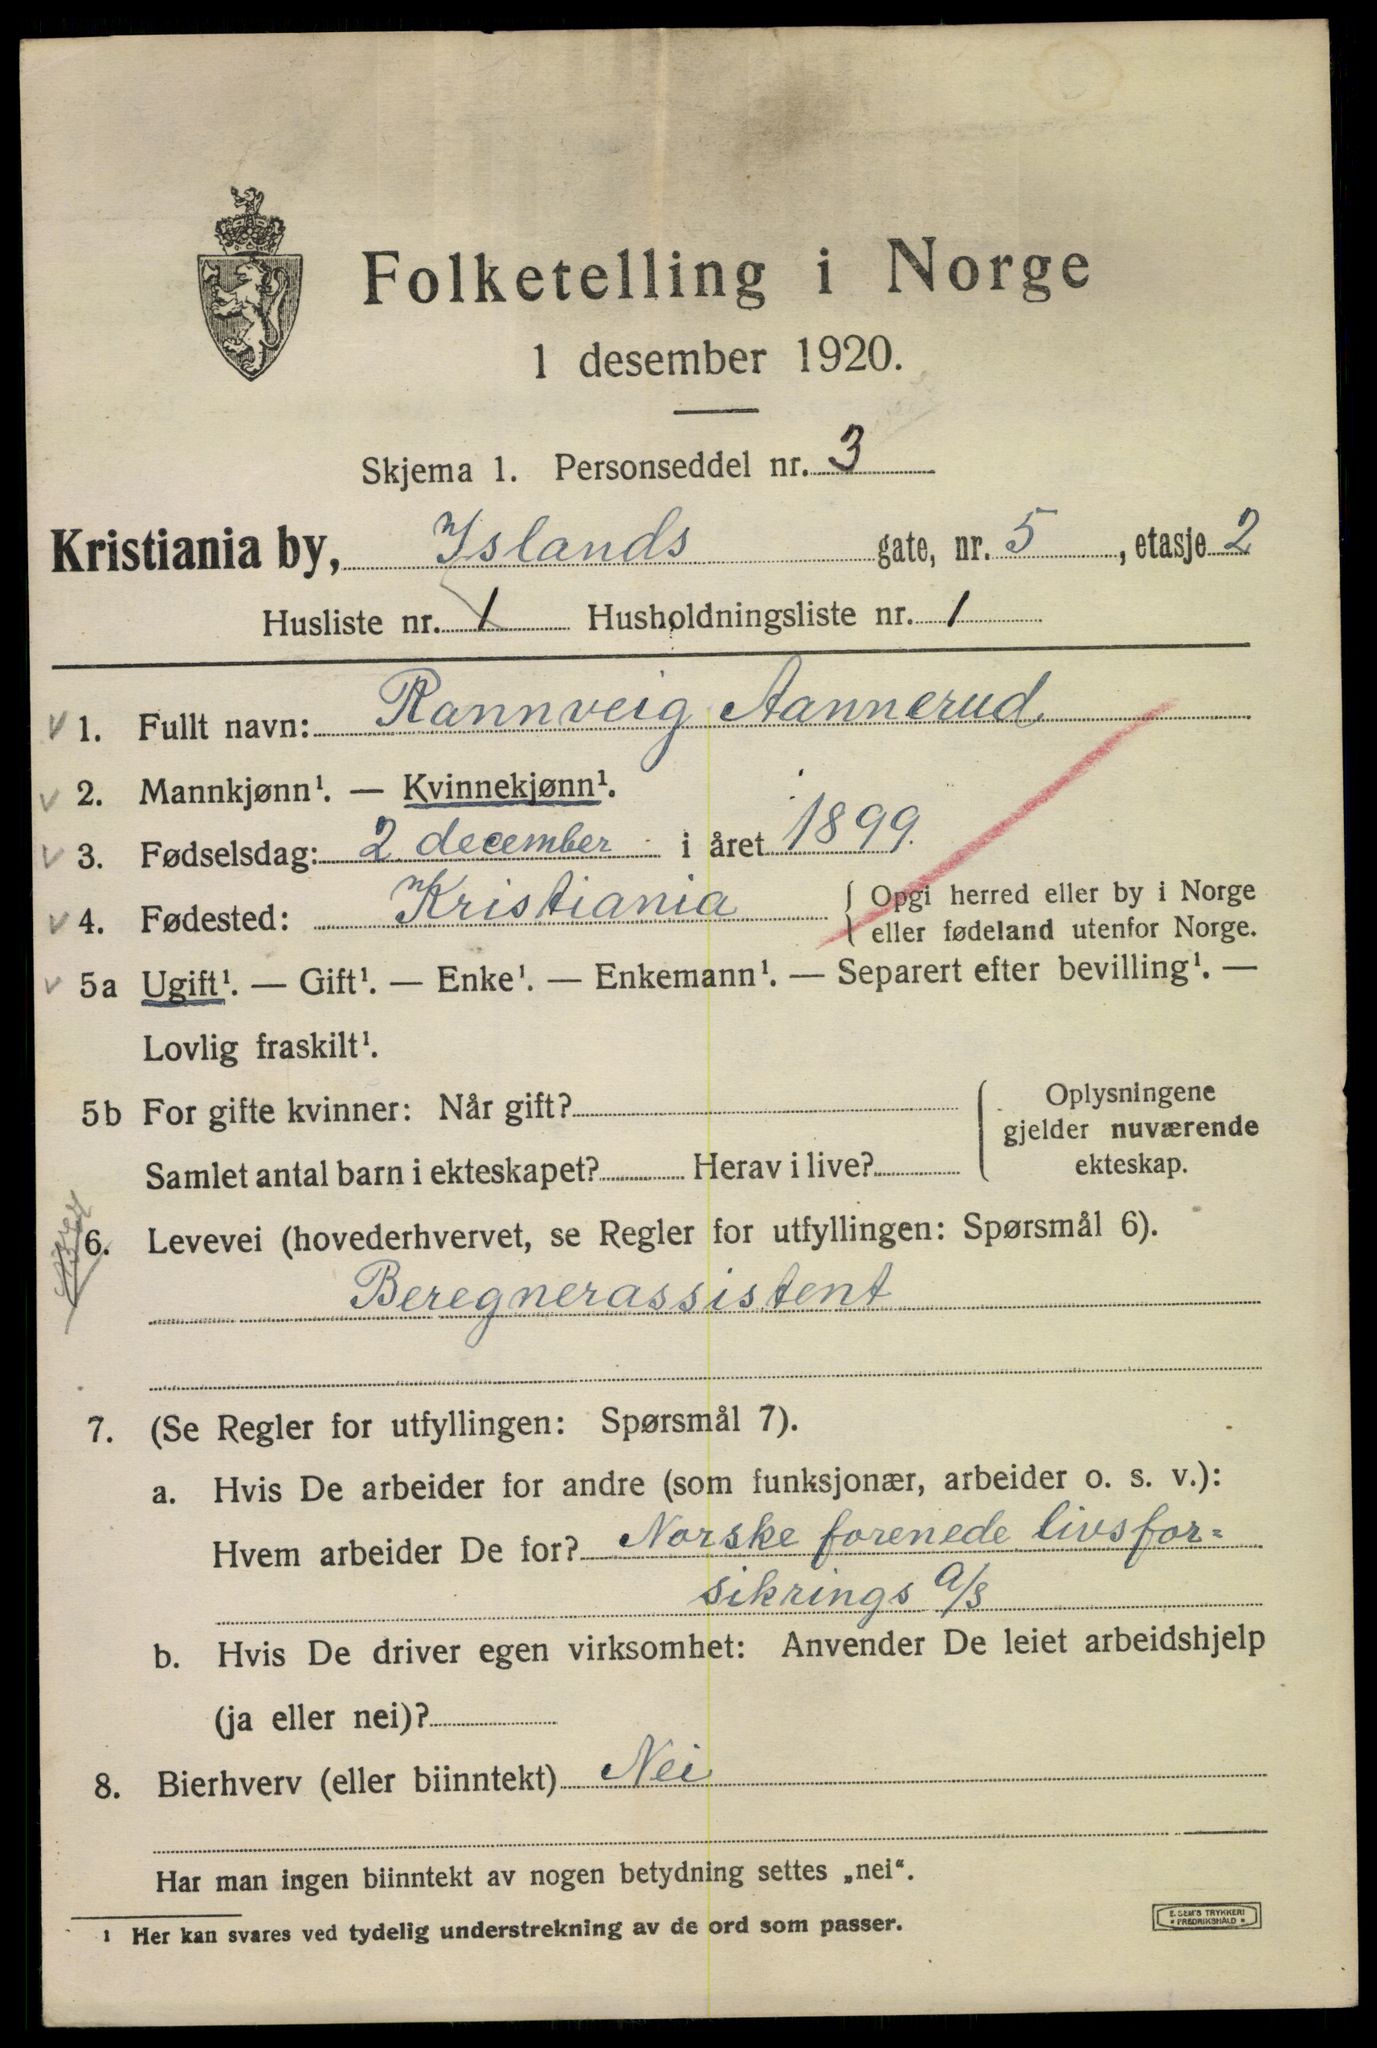 Folketelling i Norge
1 desember 1920.
Skjema 1. Personseddel nr. 3
Kristiania by, Islands gate, nr. 5, etasje 2
Husliste nr. 1 Husholdningsliste nr. 1
1. Fullt navn: Rannveig Aannerud
2. Mannkjønn¹. — Kvinnekjønn¹.
3. Fødselsdag: 2 december i året 1899.
4. Fødested: Kristiania { Opgi herred eller by i Norge
eller fødeland utenfor Norge.
5a Ugift¹. — Gift¹. — Enke¹. — Enkemann¹. — Separert efter bevilling¹. —
Lovlig fraskilt¹.
5b For gifte kvinner: Når gift?
Samlet antal barn i ekteskapet? Herav i live?
Oplysningene
gjelder nuværende
ekteskap.
6. Levevei (hovederhvervet, se Regler for utfyllingen: Spørsmål 6).
Beregnerassistent
7. (Se Regler for utfyllingen: Spørsmål 7).
a. Hvis De arbeider for andre (som funksjonær, arbeider o. s. v.):
Hvem arbeider De for? Norske forenede livsfor=
sikrings a/s
b. Hvis De driver egen virksomhet: Anvender De leiet arbeidshjelp
(ja eller nei)?
8. Bierhverv (eller biinntekt) Nei
Har man ingen biinntekt av nogen betydning settes „nei“.
¹ Her kan svares ved tydelig understrekning av de ord som passer.
E. SEM'S TRYKKERI
FREDRIKSHALD